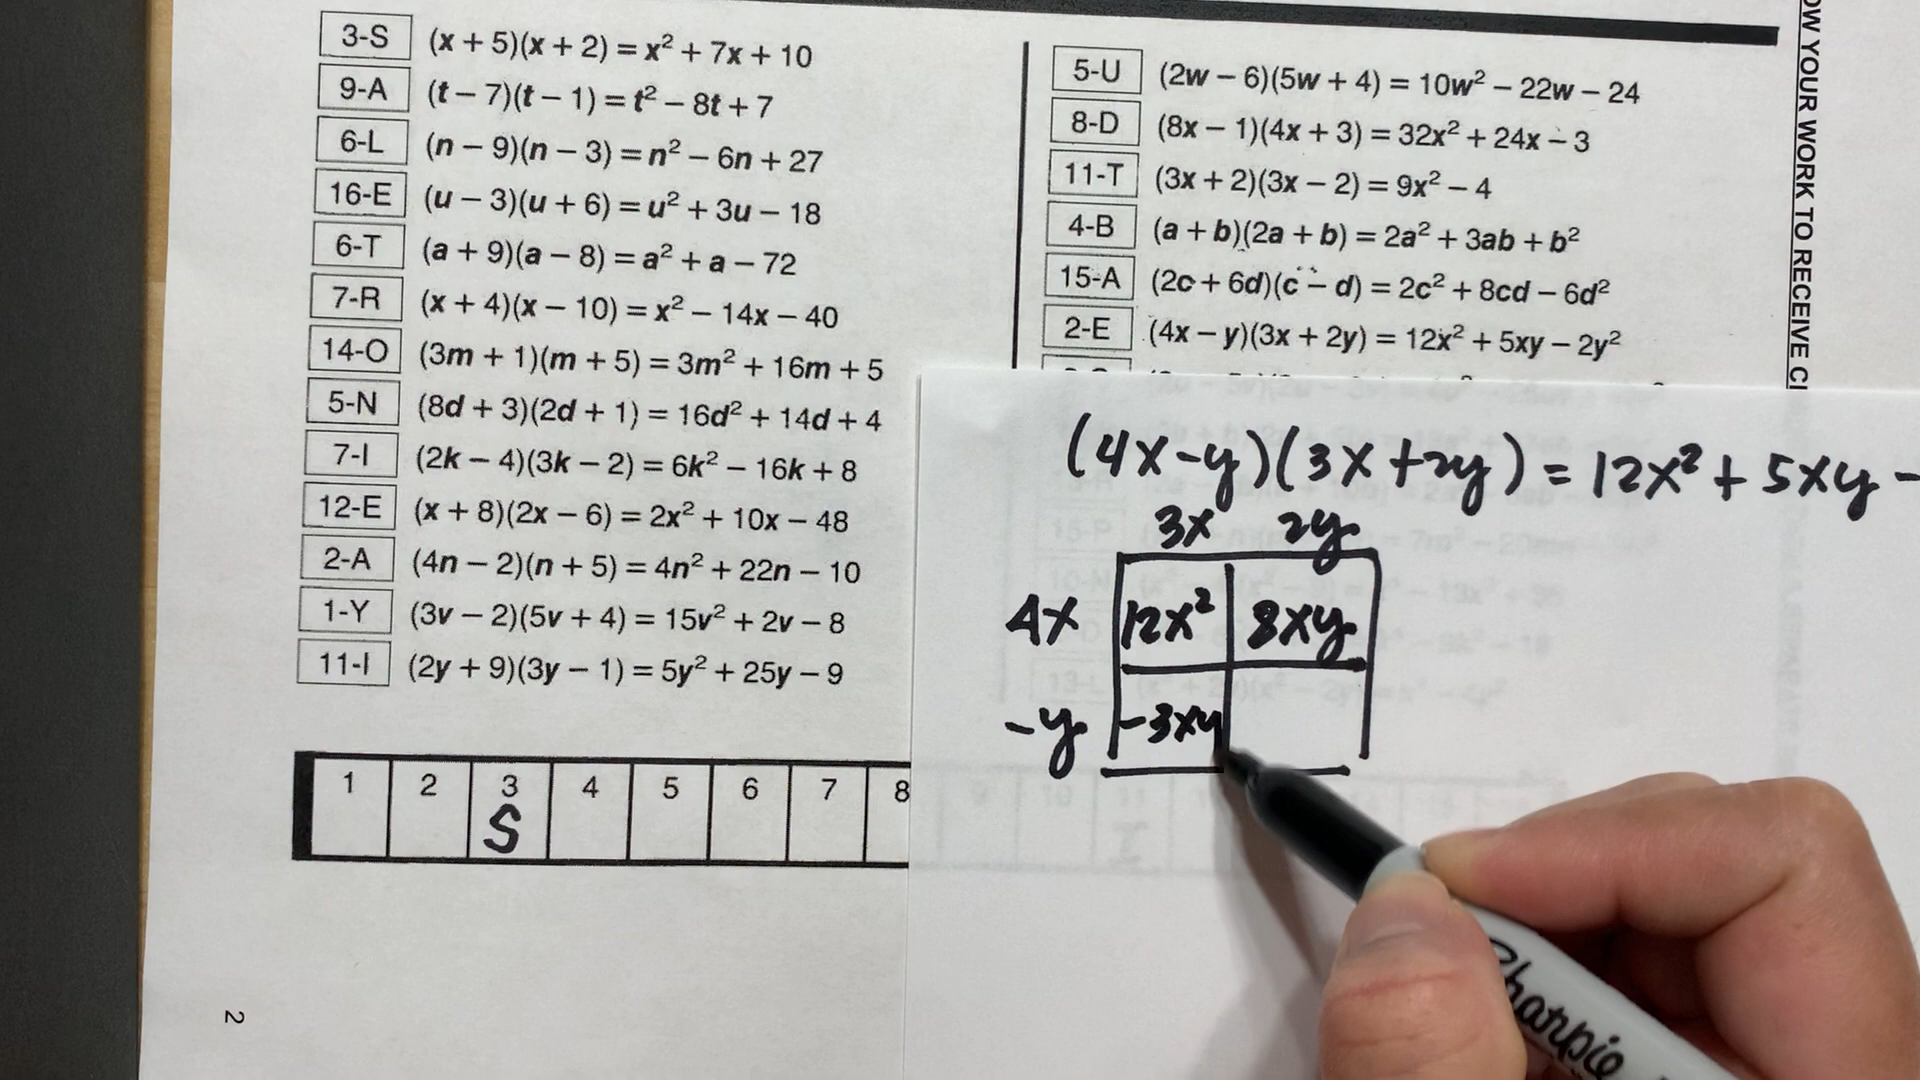 3-S (x + 5)(x + 2) = x² + 7x + 10
9-A (t − 7)(t − 1) = t² − 8t + 7
6-L (n − 9)(n − 3) = n² − 6n + 27
16-E (u − 3)(u + 6) = u² + 3u − 18
6-T (a + 9)(a − 8) = a² + a − 72
7-R (x + 4)(x − 10) = x² − 14x − 40
14-O (3m + 1)(m + 5) = 3m² + 16m + 5
5-N (8d + 3)(2d + 1) = 16d² + 14d + 4
7-I (2k − 4)(3k − 2) = 6k² − 16k + 8
12-E (x + 8)(2x − 6) = 2x² + 10x − 48
2-A (4n − 2)(n + 5) = 4n² + 22n − 10
1-Y (3v − 2)(5v + 4) = 15v² + 2v − 8
11-I (2y + 9)(3y − 1) = 5y² + 25y − 9
5-U (2w − 6)(5w + 4) = 10w² − 22w − 24
8-D (8x − 1)(4x + 3) = 32x² + 24x − 3
11-T (3x + 2)(3x − 2) = 9x² − 4
4-B (a + b)(2a + b) = 2a² + 3ab + b²
15-A (2c + 6d)(c − d) = 2c² + 8cd − 6d²
2-E (4x − y)(3x + 2y) = 12x² + 5xy − 2y²
(4x-y)(3x+2y) = 12x² + 5xy -
3x 2y
4x 12x² 8xy
-y -3xy
1 2 3 4 5 6 7 8
S
2
OW YOUR WORK TO RECEIVE
Sharpie